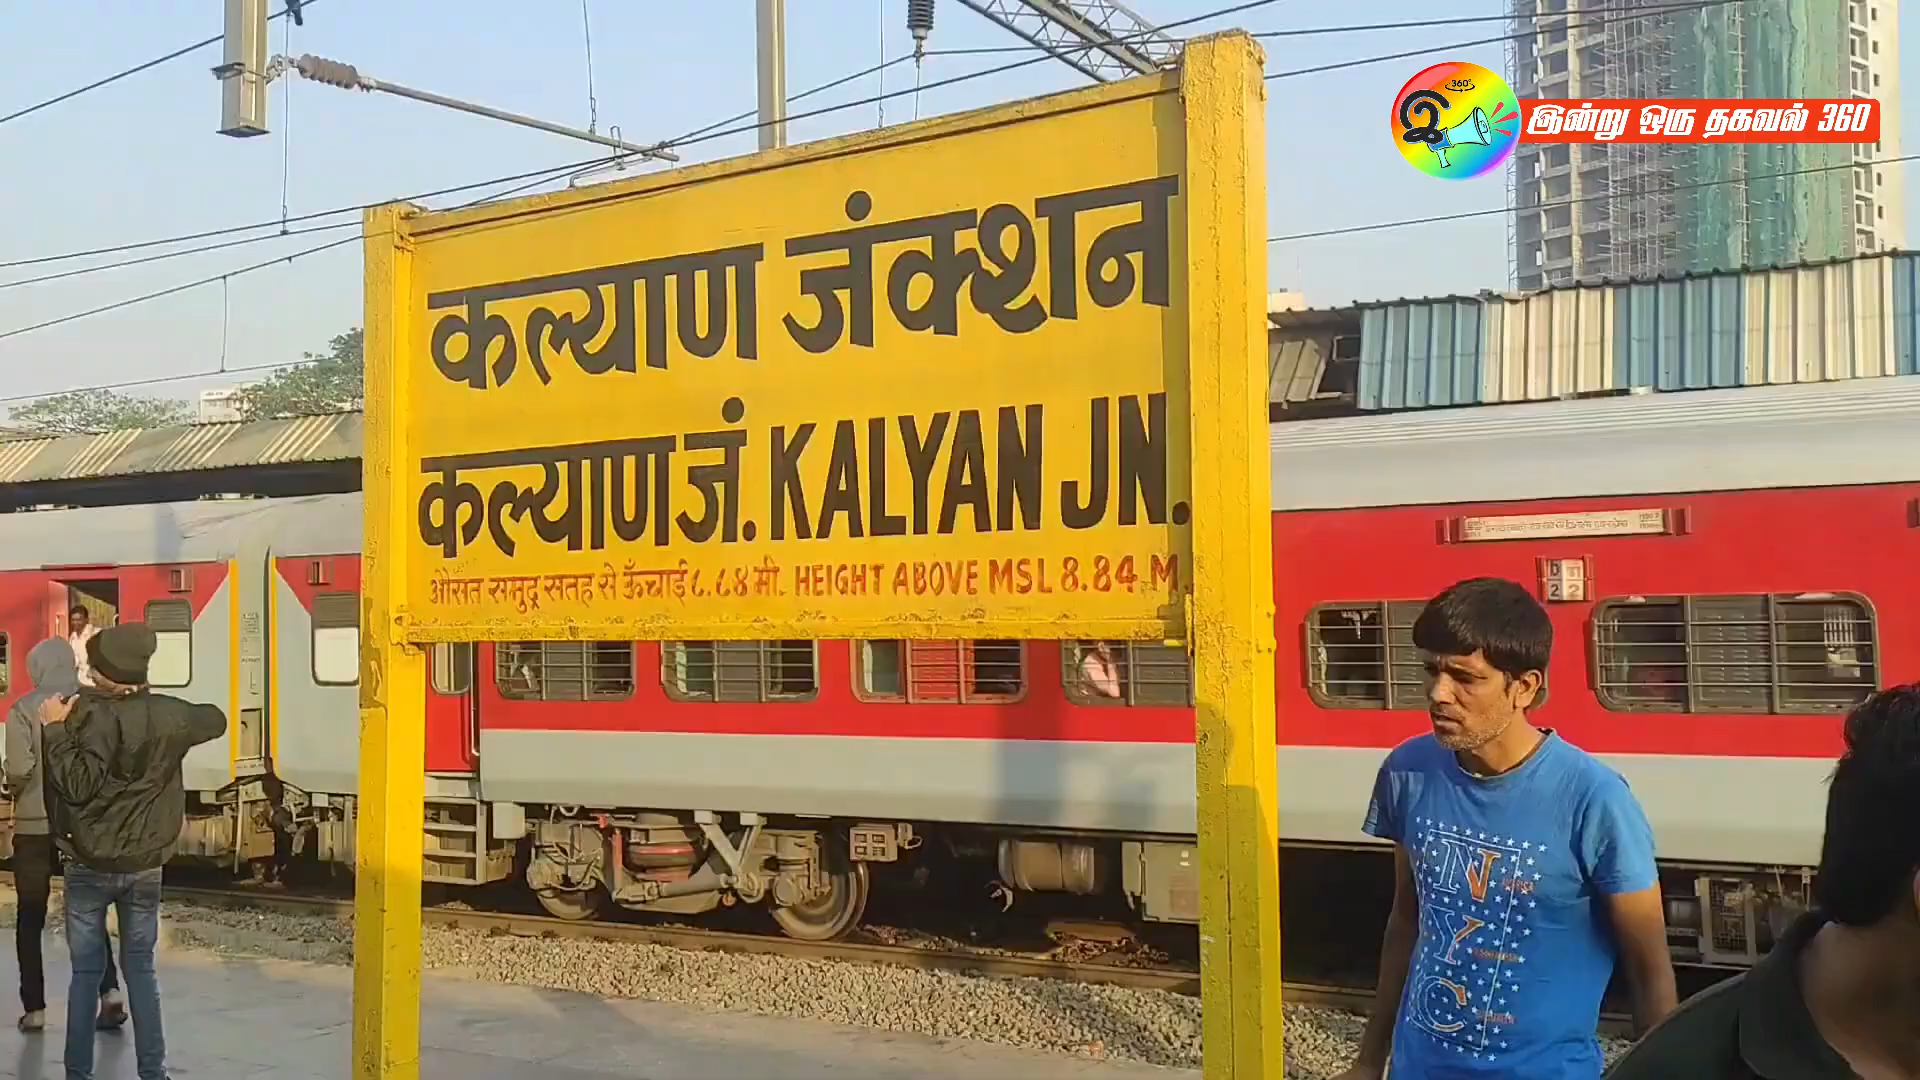 कल्याण जंक्शन
कल्याण जं. KALYAN JN.
औसत समुद्र सतह से ऊँचाई ८.८४ मी. HEIGHT ABOVE MSL 8.84 M.
360°
இன்று ஒரு தகவல் 360
22
NYC